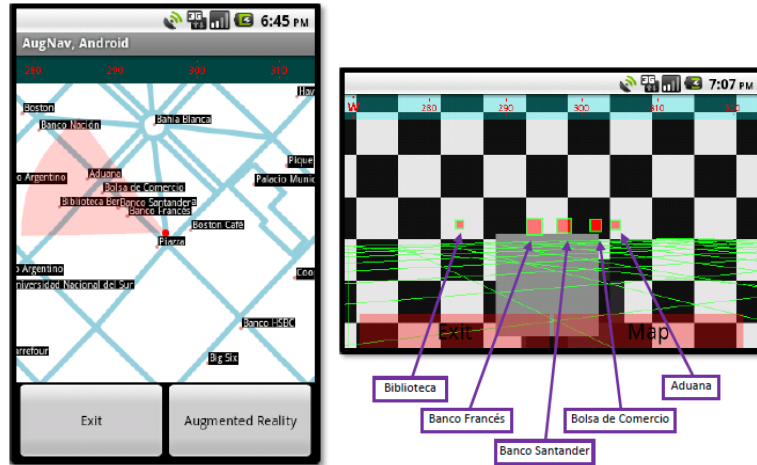 6:45 PM
AugNav, Android
280 290 300 310
Boston
Hav
Banco Nación
Bahia Blanca
Pique
o Argentino
Aduana
Palacio Munic
Bolsa de Comercio
Biblioteca Ber
Banco Santander
Banco Francés
Boston Café
Plazra
o Argentino
Universidad Nacional del Sur
Coo
Banco HSBC
arrefour
Big Six
Exit
Augmented Reality
7:07 PM
W 280 290 300 310
Exit
Map
Biblioteca
Aduana
Banco Francés
Bolsa de Comercio
Banco Santander